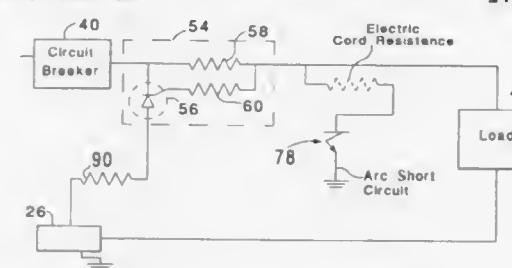 40
54
58
Circuit
Breaker
Electric
Cord Resistance
56
60
Load
78
Arc Short
Circuit
90
26